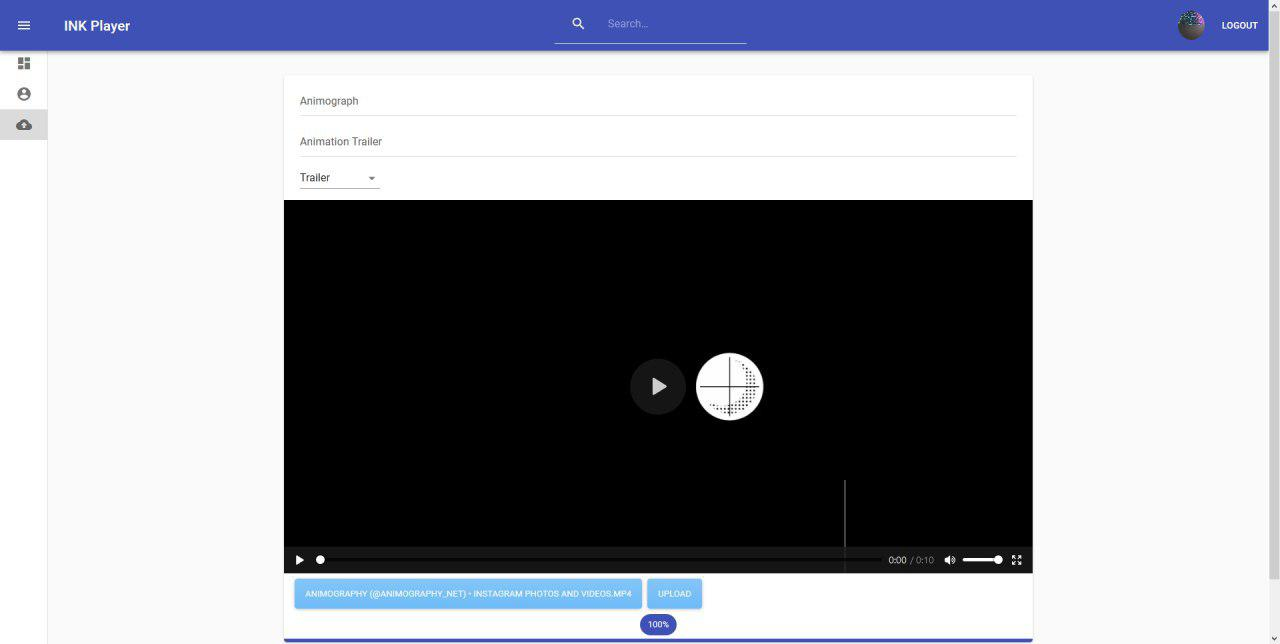 INK Player
Search...
LOGOUT
Animograph
Animation Trailer
Trailer
0:00 / 0:10
ANIMOGRAPHY (@ANIMOGRAPHY_NET) • INSTAGRAM PHOTOS AND VIDEOS.MP4
UPLOAD
100%